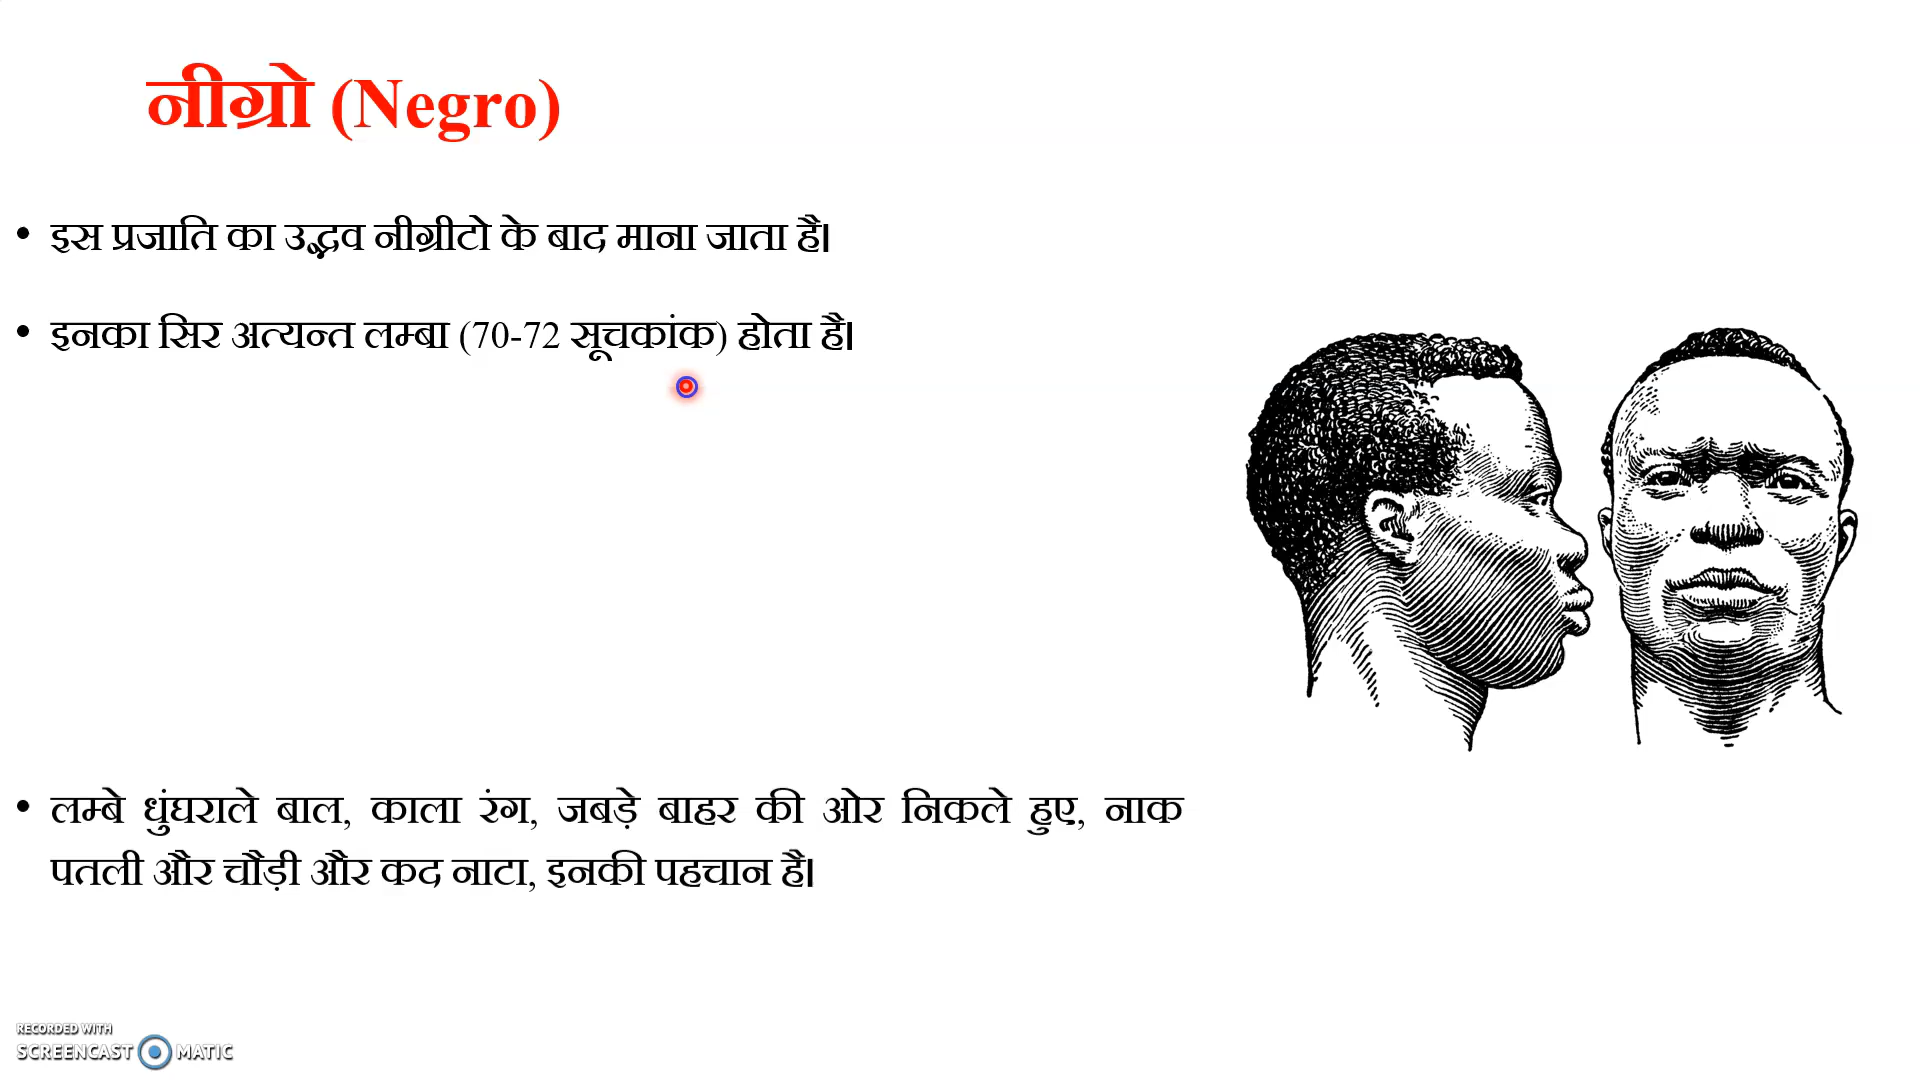 नीग्रो (Negro)
• इस प्रजाति का उद्भव नीग्रीटो के बाद माना जाता है।
• इनका सिर अत्यन्त लम्बा (70-72 सूचकांक) होता है।
• लम्बे धुंघराले बाल, काला रंग, जबड़े बाहर की ओर निकले हुए, नाक
पतली और चौड़ी और कद नाटा, इनकी पहचान है।
RECORDED WITH
SCREENCAST MATIC